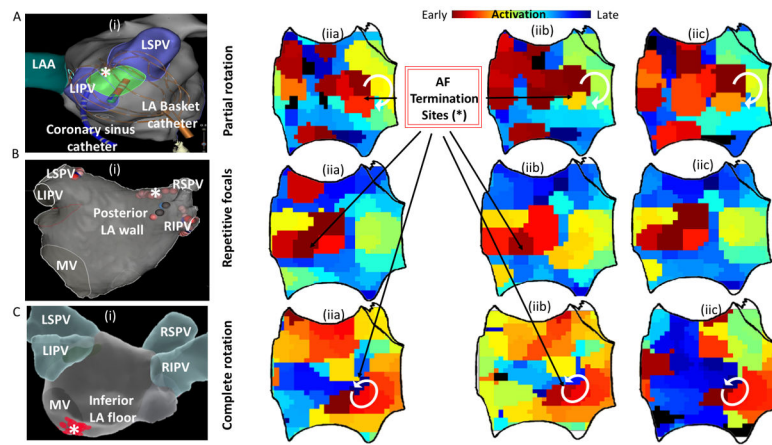 A
(i)
LSPV
LAA
LIPV
LA Basket
catheter
Coronary sinus
catheter
Partial rotation
(iia)
Early
Activation
Late
(iib)
(iic)
AF
Termination
Sites (*)
B
(i)
LSPV
RSPV
LIPV
Posterior
LA wall
RIPV
MV
Repetitive focals
(iia)
(iib)
(iic)
C
(i)
LSPV
RSPV
LIPV
RIPV
MV
Inferior
LA floor
Complete rotation
(iia)
(iib)
(iic)